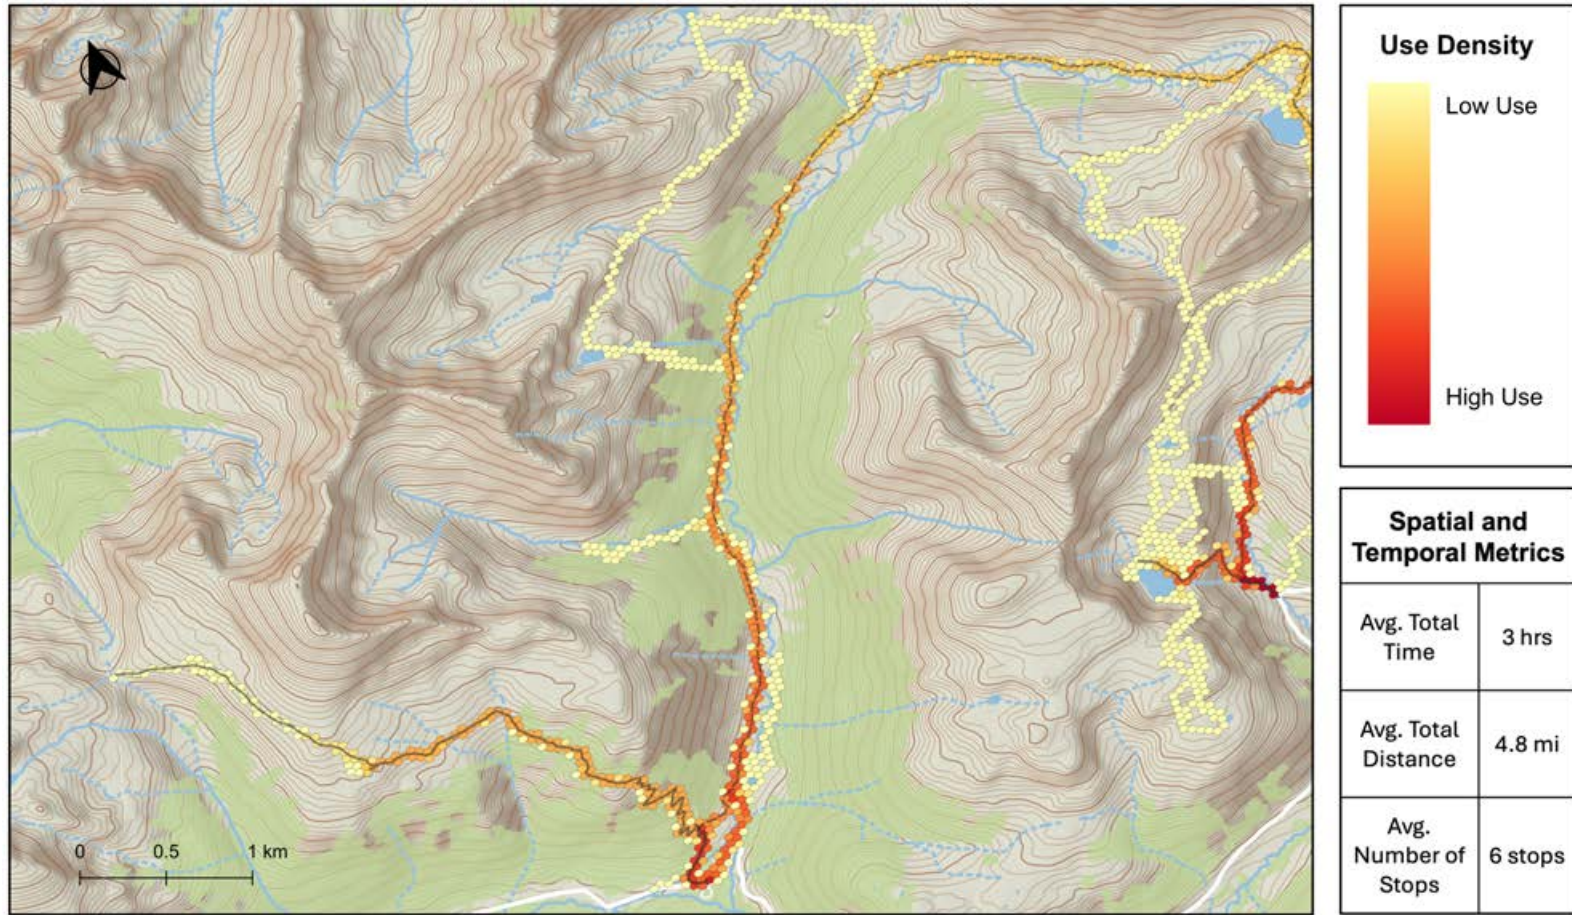 Use Density
Low Use
High Use
Spatial and
Temporal Metrics
Avg. Total
Time
3 hrs
Avg. Total
Distance
4.8 mi
Avg.
Number of
Stops
6 stops
0 0.5 1 km